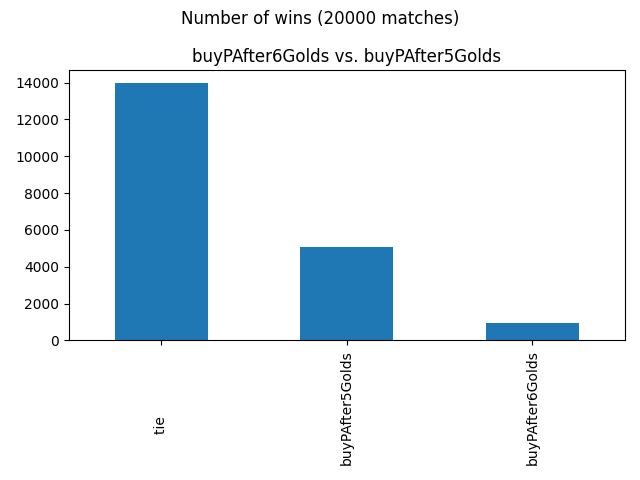 Number of wins (20000 matches)
buyPAfter6Golds vs. buyPAfter5Golds
14000
12000
10000
8000
6000
4000
2000
0
tie
buyPAfter5Golds
buyPAfter6Golds